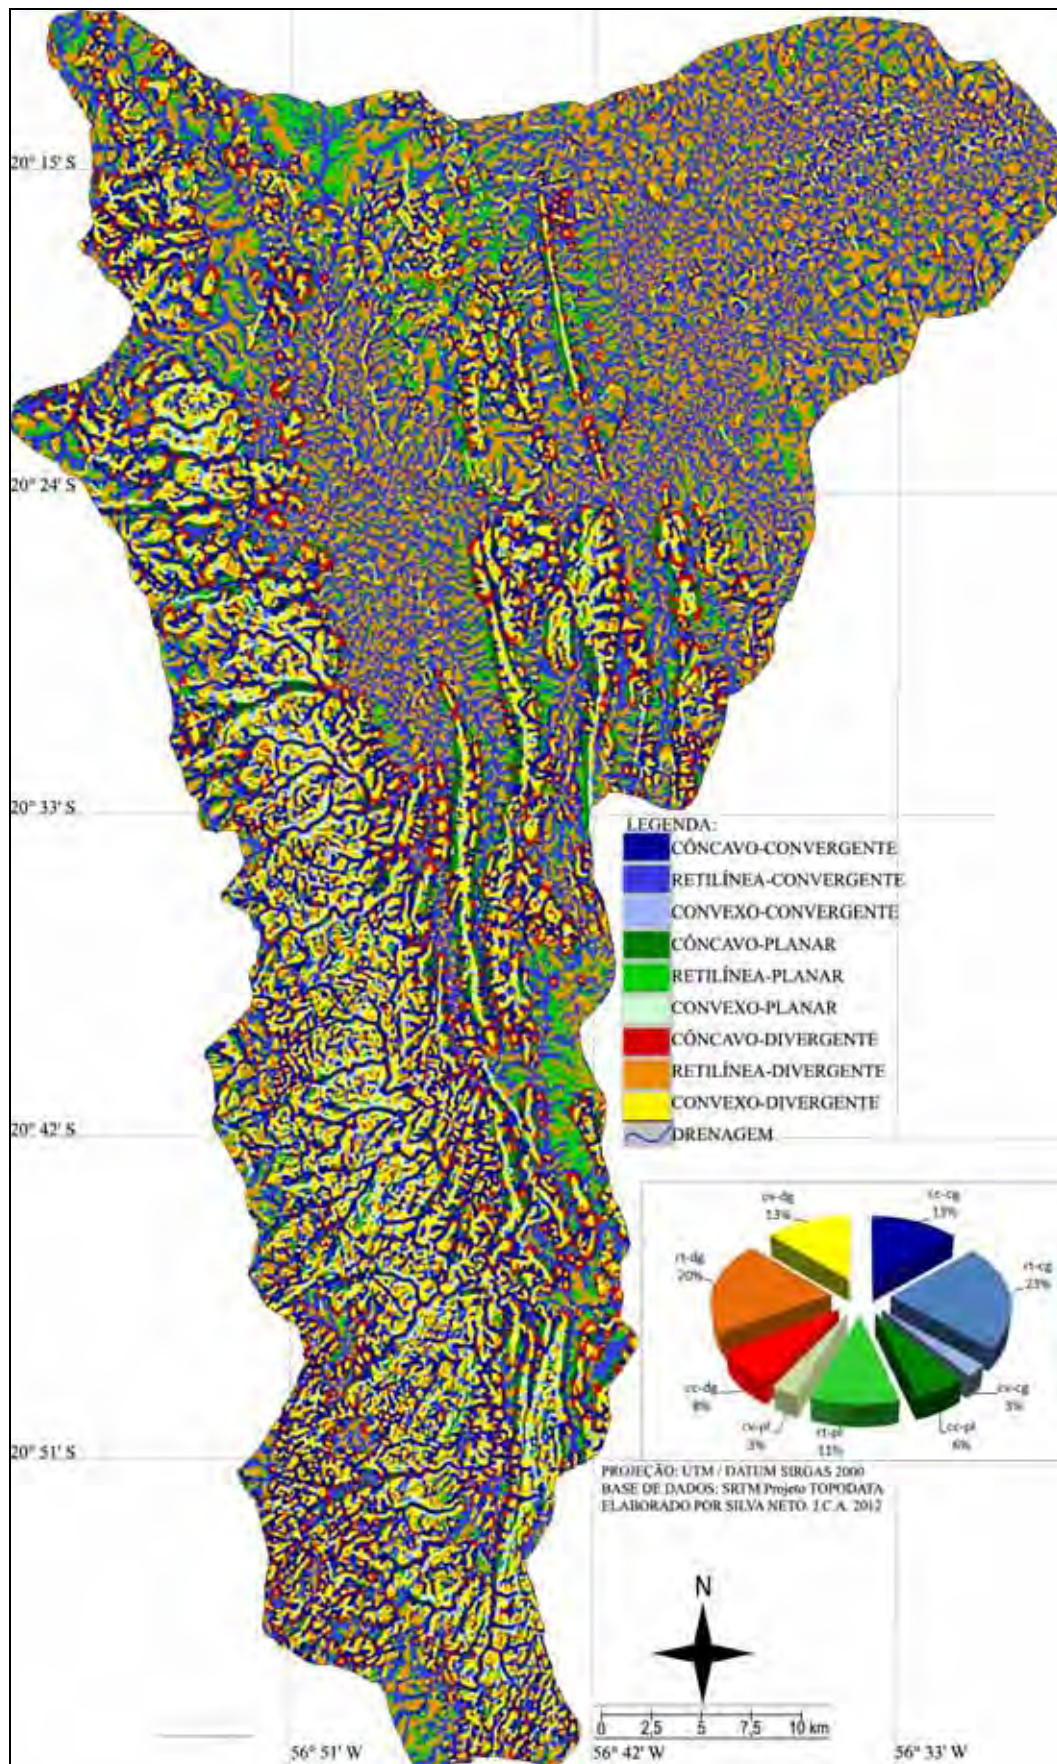 20° 15' S
20° 24' S
20° 33' S
LEGENDA:
CÔNCAVO-CONVERGENTE
RETILÍNEA-CONVERGENTE
CONVEXO-CONVERGENTE
CÔNCAVO-PLANAR
RETILÍNEA-PLANAR
CONVEXO-PLANAR
CÔNCAVO-DIVERGENTE
RETILÍNEA-DIVERGENTE
CONVEXO-DIVERGENTE
DRENAGEM
20° 42' S
cv-dg
13%
cc-cg
13%
rt-dg
20%
rt-cg
23%
cc-dg
8%
cv-pl
3%
rt-pl
11%
cc-pl
6%
cv-cg
3%
20° 51' S
PROJEÇÃO: UTM / DATUM SIRGAS 2000
BASE DE DADOS: SRTM Projeto TOPODATA
ELABORADO POR SILVA NETO. J.C.A. 2012
N
0 2,5 5 7,5 10 km
56° 51' W 56° 42' W 56° 33' W